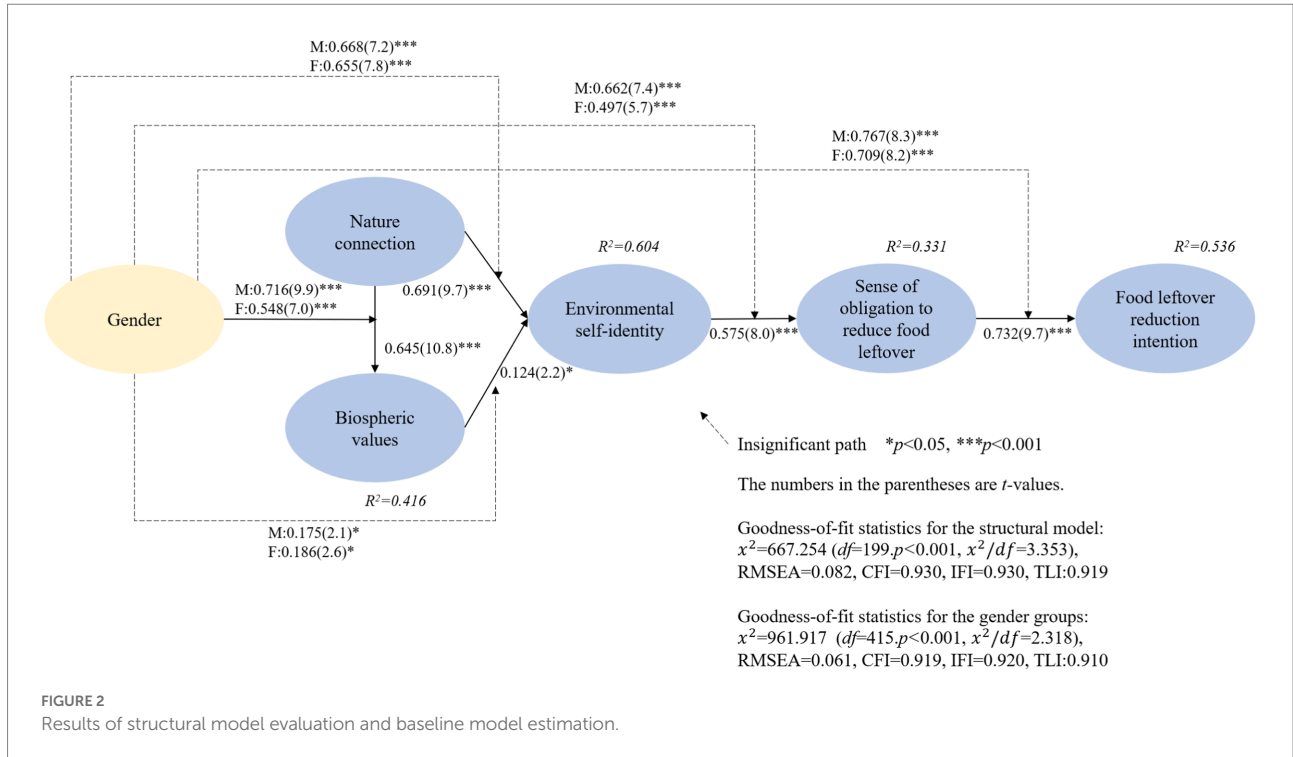 M:0.668(7.2)***
F:0.655(7.8)***
M:0.662(7.4)***
F:0.497(5.7)***
M:0.767(8.3)***
F:0.709(8.2)***
Nature
connection
R²=0.604
R²=0.331
R²=0.536
M:0.716(9.9)***
F:0.548(7.0)***
0.691(9.7)***
Gender
Environmental
self-identity
Sense of
obligation to
reduce food
leftover
Food leftover
reduction
intention
0.575(8.0)***
0.732(9.7)***
0.645(10.8)***
0.124(2.2)*
Biospheric
values
R²=0.416
M:0.175(2.1)*
F:0.186(2.6)*
Insignificant path *p<0.05, ***p<0.001
The numbers in the parentheses are t-values.
Goodness-of-fit statistics for the structural model:
x²=667.254 (df=199.p<0.001, x²/df=3.353),
RMSEA=0.082, CFI=0.930, IFI=0.930, TLI:0.919
Goodness-of-fit statistics for the gender groups:
x²=961.917 (df=415.p<0.001, x²/df=2.318),
RMSEA=0.061, CFI=0.919, IFI=0.920, TLI:0.910
FIGURE 2
Results of structural model evaluation and baseline model estimation.